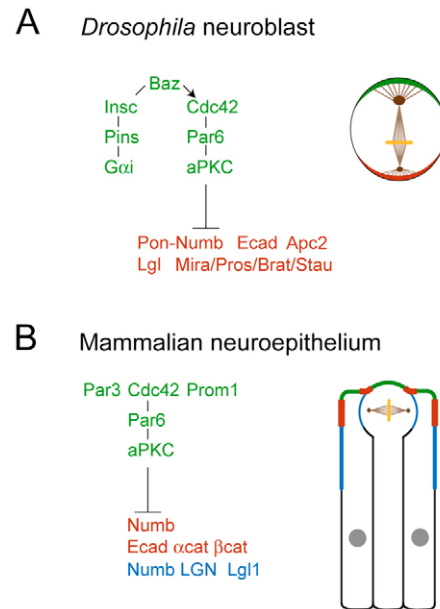 A Drosophila neuroblast
Baz
Insc Cdc42
Pins Par6
Gαi aPKC
Pon-Numb Ecad Apc2
Lgl Mira/Pros/Brat/Stau
B Mammalian neuroepithelium
Par3 Cdc42 Prom1
Par6
aPKC
Numb
Ecad αcat βcat
Numb LGN Lgl1